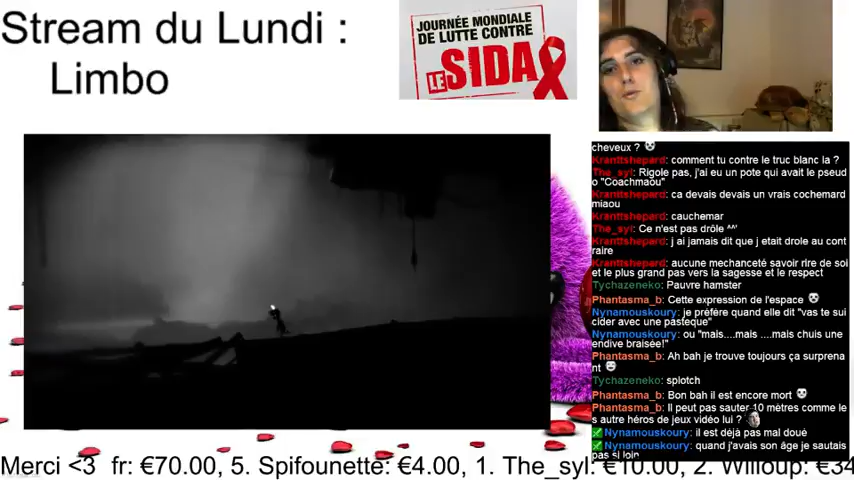 Stream du Lundi :
Limbo
JOURNÉE MONDIALE
DE LUTTE CONTRE
LE SIDA
cheveux ?
Kranttshepard: comment tu contre le truc blanc la ?
The_syl: Rigole pas, j'ai eu un pote qui avait le pseud
o "Coachmaou"
Kranttshepard: ca devais devais un vrais cochemard
miaou
Kranttshepard: cauchemar
The_syl: Ce n'est pas drôle ^^'
Kranttshepard: j ai jamais dit que j etait drole au cont
raire
Kranttshepard: aucune mechanceté savoir rire de soi
et le plus grand pas vers la sagesse et le respect
Tychazeneko: Pauvre hamster
Phantasma_b: Cette expression de l'espace
Nynamouskoury: je préfère quand elle dit "vas te sui
cider avec une pasteque"
Nynamouskoury: ou "mais....mais ....mais chuis une
endive braisée!"
Phantasma_b: Ah bah je trouve toujours ça surprena
nt
Tychazeneko: splotch
Phantasma_b: Bon bah il est encore mort
Phantasma_b: Il peut pas sauter 10 mètres comme le
s autre héros de jeux vidéo lui ?
Nynamouskoury: il est déjà pas mal doué
Nynamouskoury: quand j'avais son âge je sautais
pas si loin
Merci <3 fr: €70.00, 5. Spifounette: €4.00, 1. The_syl: €10.00, 2. Willoup: €34